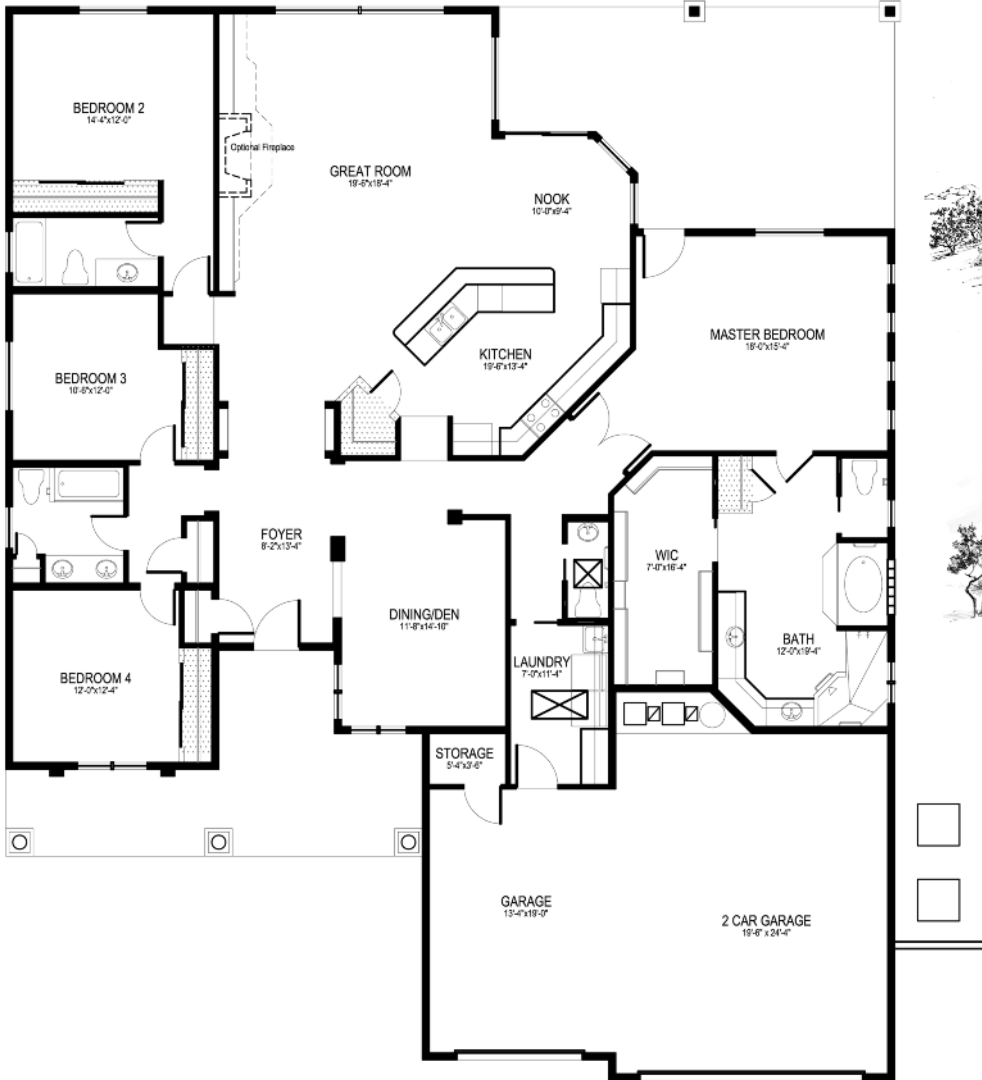 BEDROOM 2
14'-4"x12'-0"
Optional Fireplace
GREAT ROOM
19'-6"x18'-4"
NOOK
10'-0"x9'-4"
MASTER BEDROOM
18'-0"x15'-4"
KITCHEN
19'-6"x13'-4"
BEDROOM 3
10'-6"x12'-0"
FOYER
8'-2"x13'-4"
WIC
7'-0"x16'-4"
DINING/DEN
11'-8"x14'-10"
BATH
12'-0"x19'-4"
LAUNDRY
7'-0"x11'-4"
BEDROOM 4
12'-0"x12'-4"
STORAGE
5'-4"x3'-6"
GARAGE
13'-4"x19'-0"
2 CAR GARAGE
19'-6" x 24'-4"